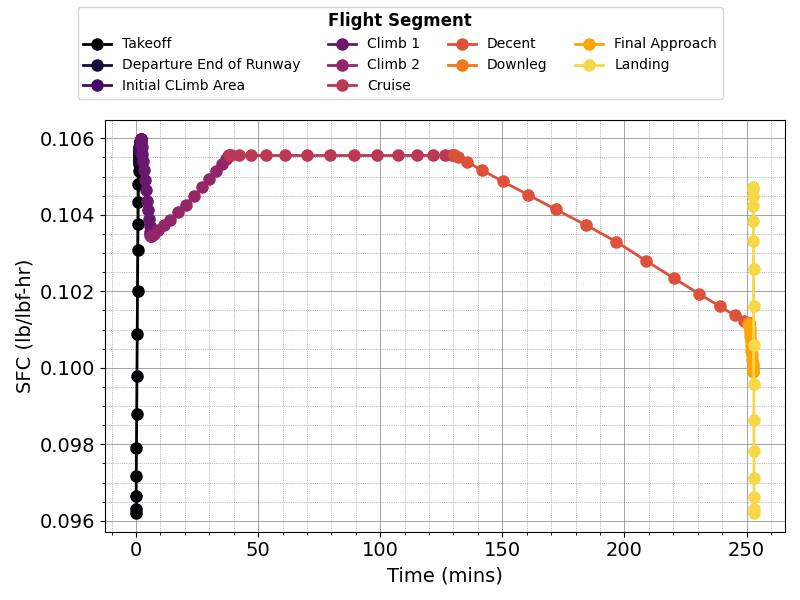 Flight Segment
Takeoff
Departure End of Runway
Initial CLimb Area
Climb 1
Climb 2
Cruise
Decent
Downleg
Final Approach
Landing
SFC (lb/lbf-hr)
0.106
0.104
0.102
0.100
0.098
0.096
0 50 100 150 200 250
Time (mins)